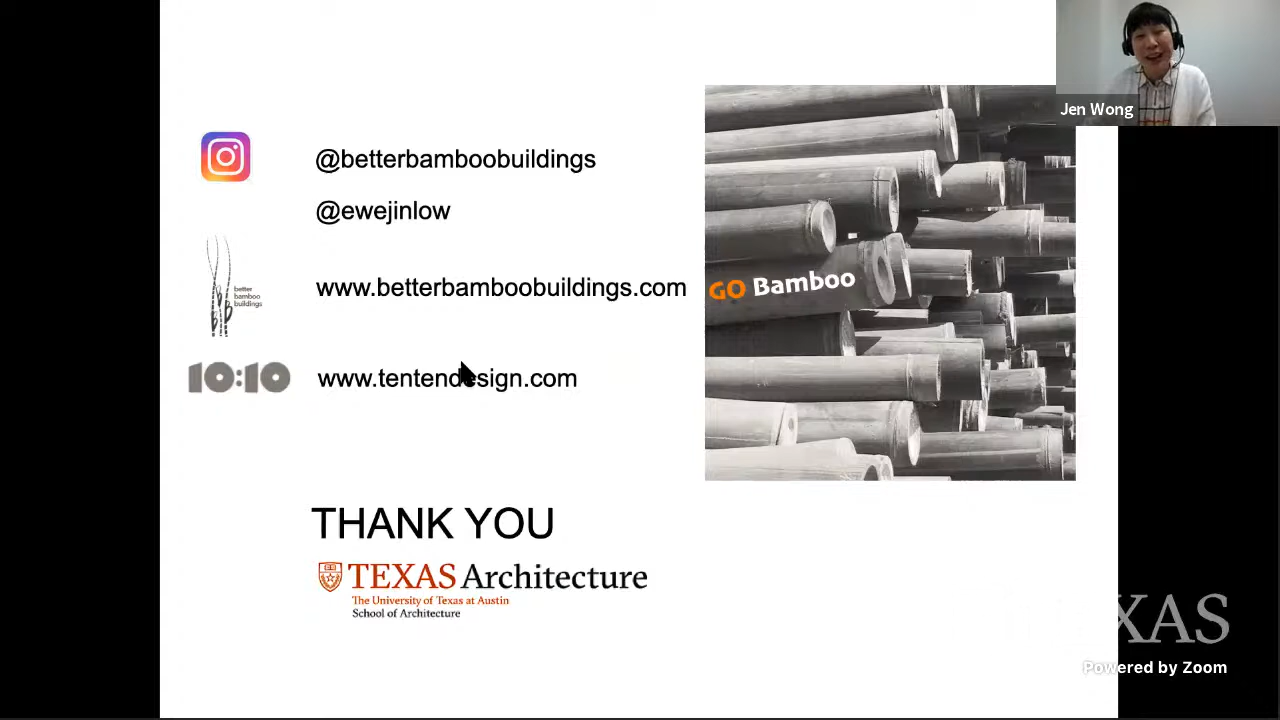 Jen Wong
@betterbamboobuildings
@ewejinlow
better
bamboo
buildings
www.betterbamboobuildings.com
GO Bamboo
10:10
www.tentendesign.com
THANK YOU
TEXAS Architecture
The University of Texas at Austin
School of Architecture
XAS
Powered by Zoom